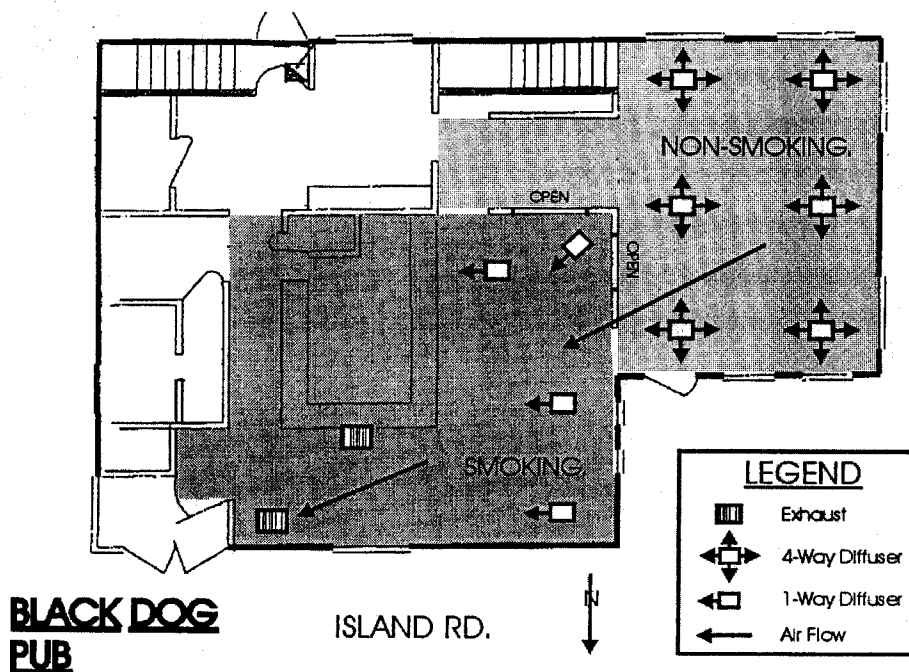 NON-SMOKING.
OPEN
OPEN
SMOKING.
LEGEND
Exhaust
4-Way Diffuser
1-Way Diffuser
Air Flow
BLACK DOG
PUB
ISLAND RD.
N